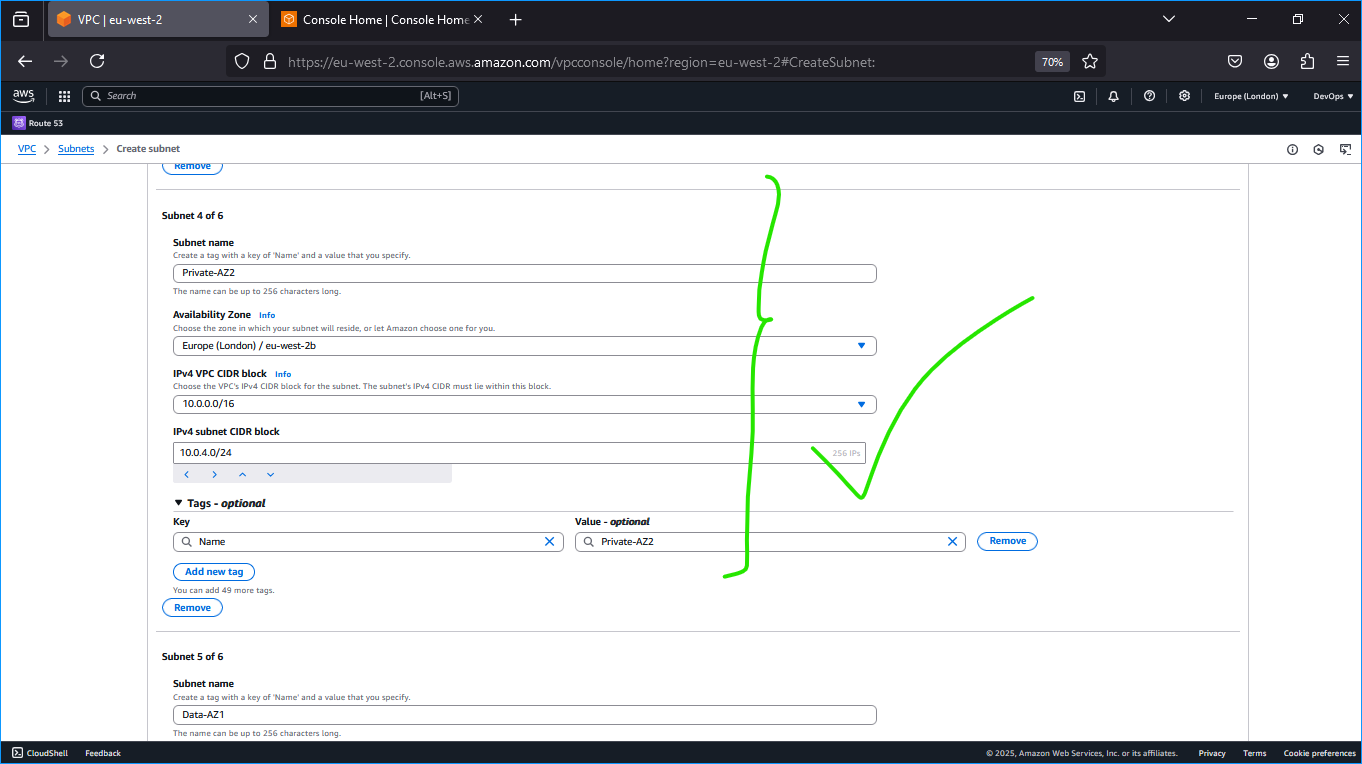 VPC | eu-west-2
Console Home | Console Home
https://eu-west-2.console.aws.amazon.com/vpcconsole/home?region=eu-west-2#CreateSubnet:
70%
aws
Search
[Alt+S]
Europe (London)
DevOps
Route 53
VPC
Subnets
Create subnet
Remove
Subnet 4 of 6
Subnet name
Create a tag with a key of 'Name' and a value that you specify.
Private-AZ2
The name can be up to 256 characters long.
Availability Zone Info
Choose the zone in which your subnet will reside, or let Amazon choose one for you.
Europe (London) / eu-west-2b
IPv4 VPC CIDR block Info
Choose the VPC's IPv4 CIDR block for the subnet. The subnet's IPv4 CIDR must lie within this block.
10.0.0.0/16
IPv4 subnet CIDR block
10.0.4.0/24
256 IPs
Tags - optional
Key
Value - optional
Name
Private-AZ2
Remove
Add new tag
You can add 49 more tags.
Remove
Subnet 5 of 6
Subnet name
Create a tag with a key of 'Name' and a value that you specify.
Data-AZ1
The name can be up to 256 characters long.
CloudShell
Feedback
© 2025, Amazon Web Services, Inc. or its affiliates.
Privacy
Terms
Cookie preferences